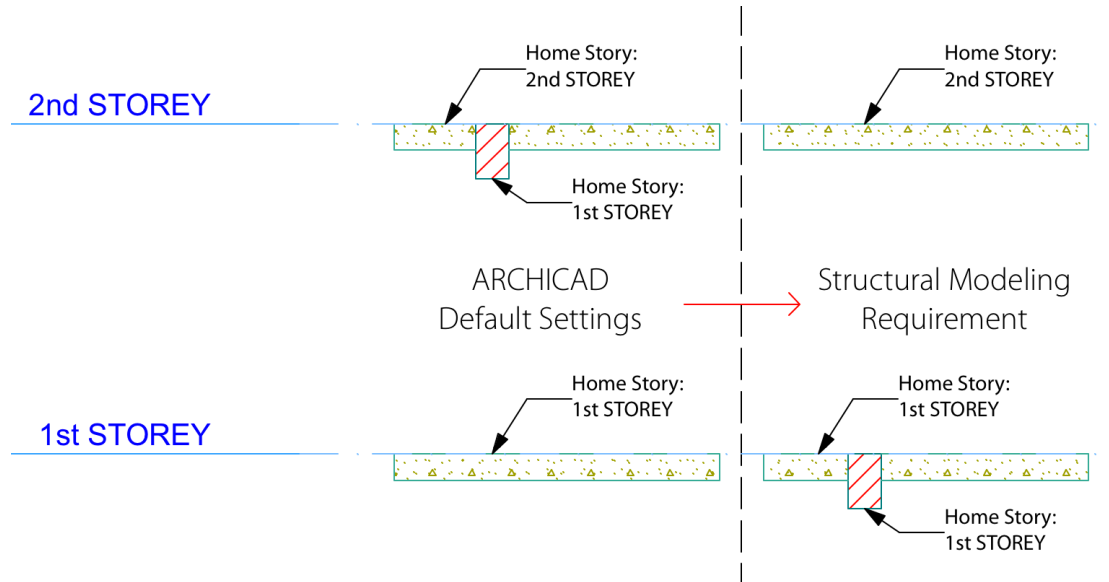 Home Story:
2nd STOREY
Home Story:
2nd STOREY
2nd STOREY
Home Story:
1st STOREY
ARCHICAD
Default Settings
Structural Modeling
Requirement
Home Story:
1st STOREY
Home Story:
1st STOREY
1st STOREY
Home Story:
1st STOREY